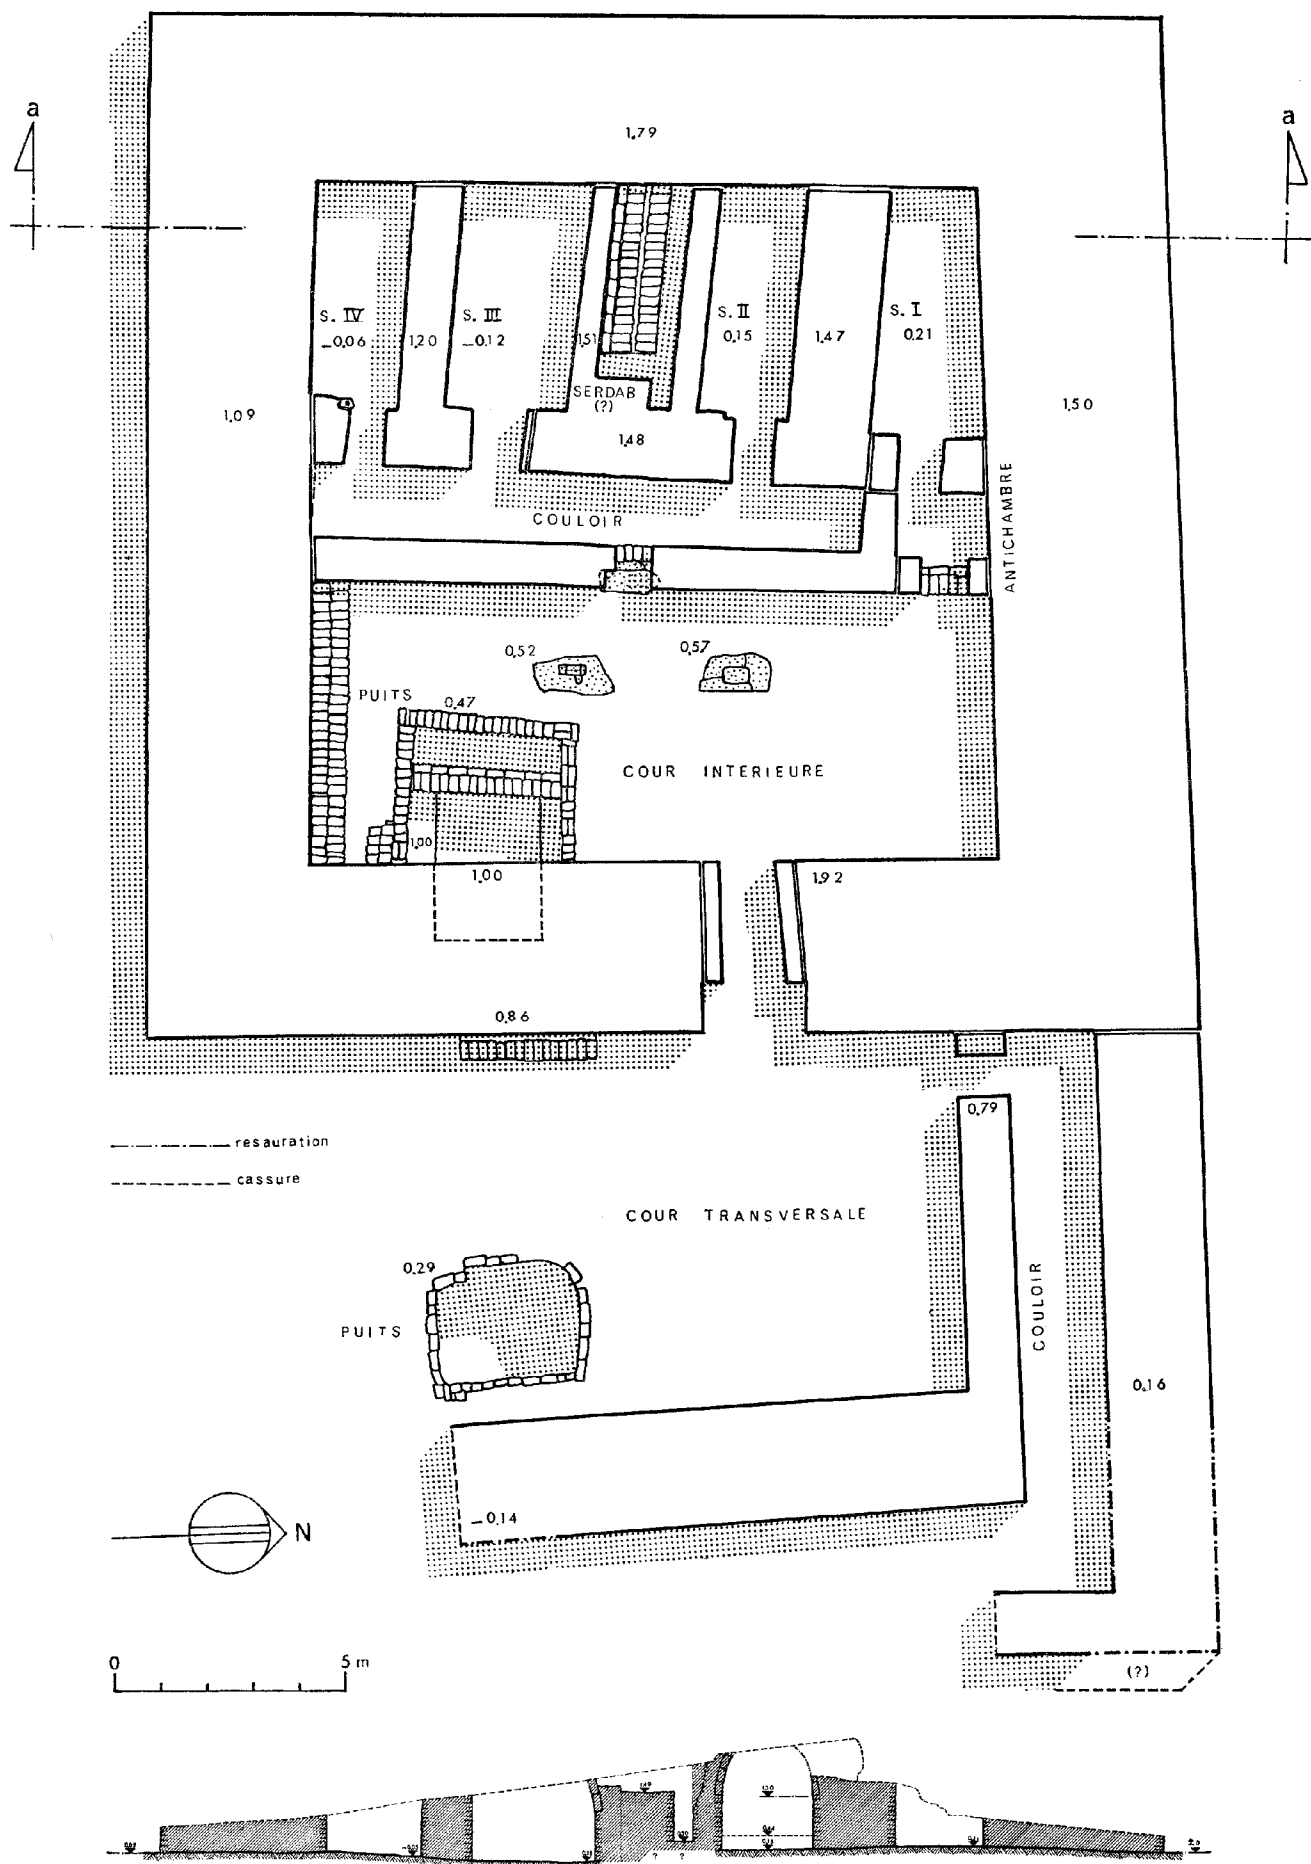 a
a
1,79
S. IV
-0,06
1,20
S. III
-0,12
1,51
S. II
0,15
1,47
S. I
0,21
1,09
SERDAB
(?)
1,48
1,50
ANTICHAMBRE
COULOIR
0,52
0,57
PUITS
0,47
COUR INTERIEURE
1,00
1,00
1,92
0,86
0,79
resauration
cassure
COUR TRANSVERSALE
0,29
PUITS
COULOIR
0,16
-0,14
N
0
5 m
(?)
? ?